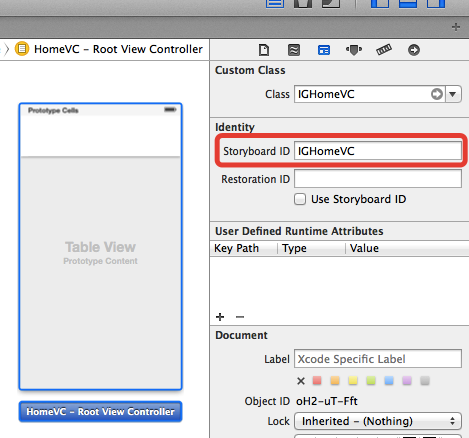 HomeVC – Root View Controller
Custom Class
Class IGHomeVC
Prototype Cells
Identity
Storyboard ID IGHomeVC
Restoration ID
Use Storyboard ID
Table View
Prototype Content
User Defined Runtime Attributes
Key Path Type Value
+ −
Document
Label Xcode Specific Label
Object ID oH2-uT-Fft
HomeVC – Root View Controller
Lock Inherited – (Nothing)